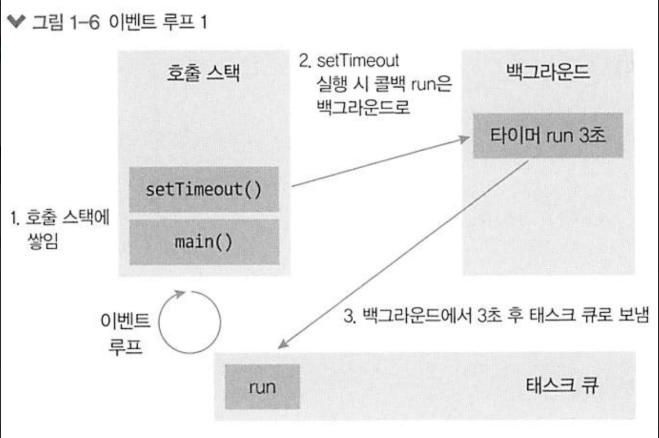 그림 1-6 이벤트 루프 1
호출 스택
2. setTimeout
실행 시 콜백 run은
백그라운드로
백그라운드
타이머 run 3초
setTimeout()
1. 호출 스택에
쌓임
main()
이벤트
루프
3. 백그라운드에서 3초 후 태스크 큐로 보냄
run
태스크 큐